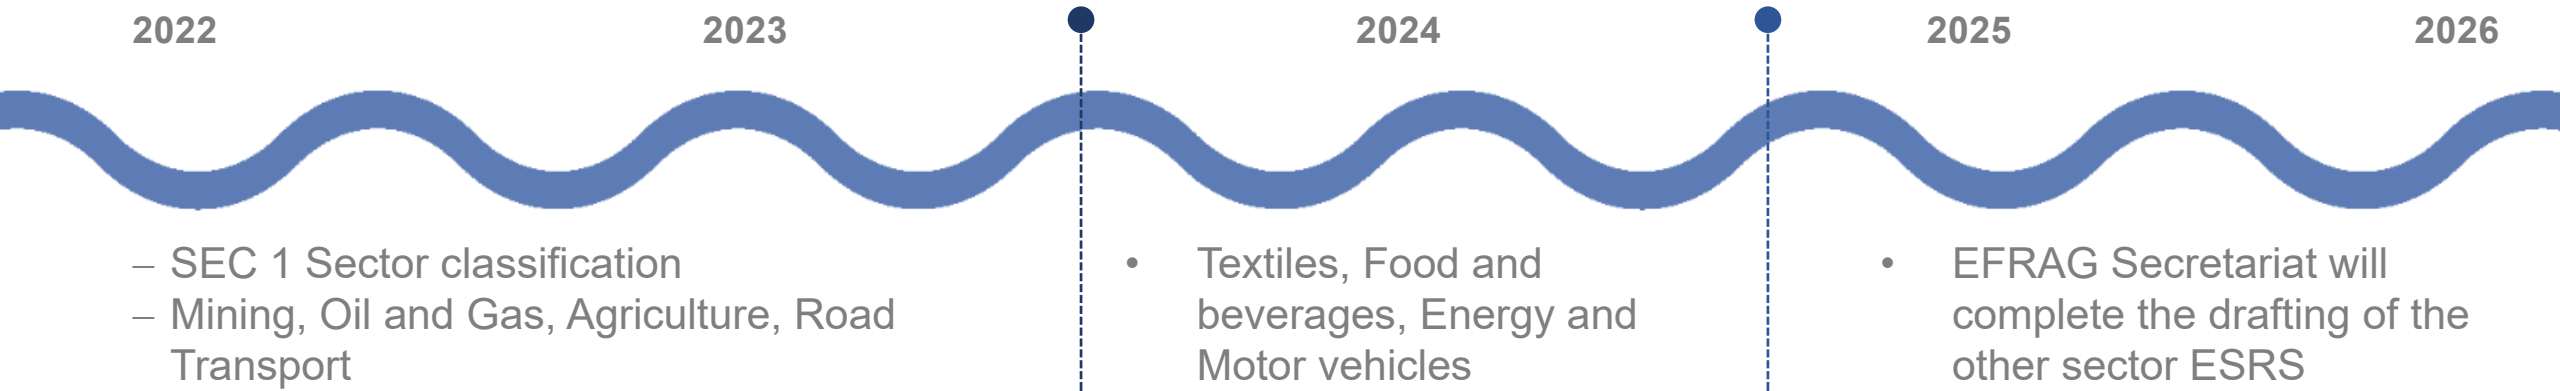 2022
2023
2024
2025
2026
– SEC 1 Sector classification
– Mining, Oil and Gas, Agriculture, Road
Transport
• Textiles, Food and
beverages, Energy and
Motor vehicles
• EFRAG Secretariat will
complete the drafting of the
other sector ESRS